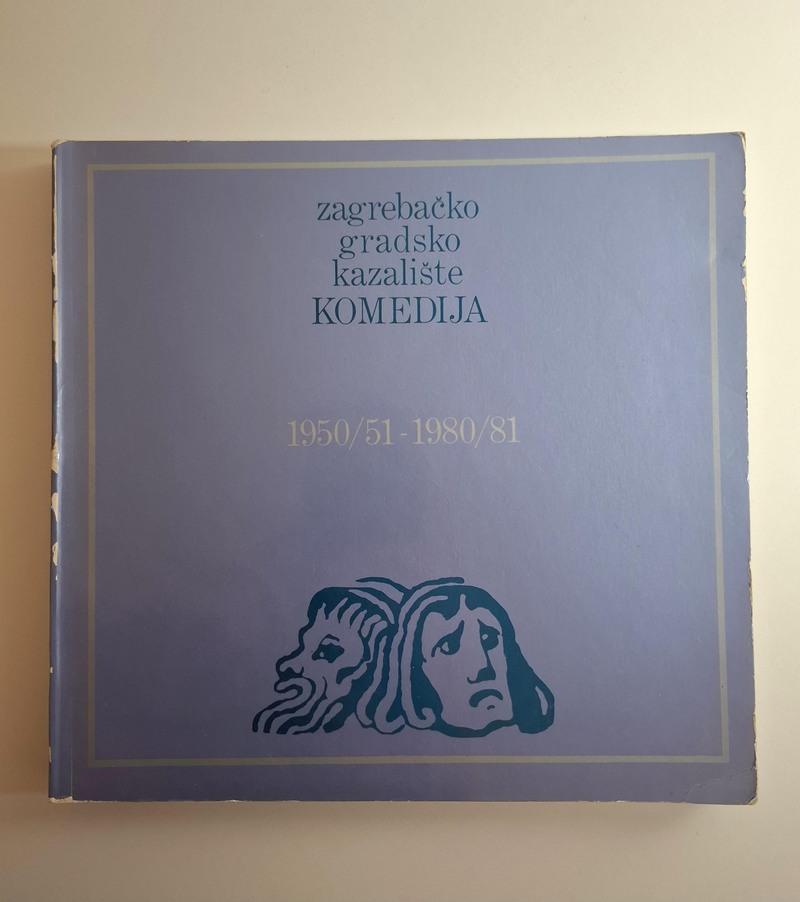 zagrebačko
gradsko
kazalište
KOMEDIJA
1950/51-1980/81